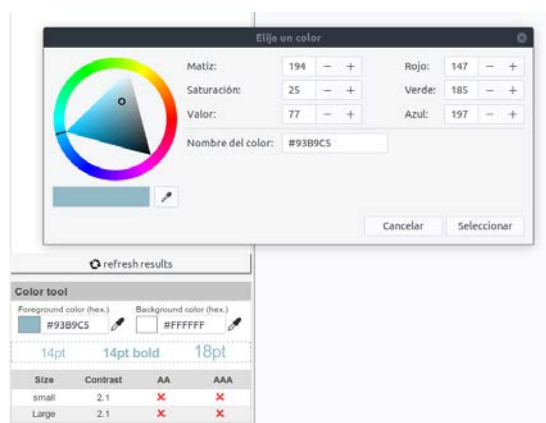 Elija un color
Matiz: 194 − + Rojo: 147 − +
Saturación: 25 − + Verde: 185 − +
Valor: 77 − + Azul: 197 − +
Nombre del color: #93B9C5
Cancelar Seleccionar
refresh results
Color tool
Foreground color (hex.) Background color (hex.)
#93B9C5 #FFFFFF
14pt 14pt bold 18pt
Size Contrast AA AAA
small 2.1 ✕ ✕
Large 2.1 ✕ ✕